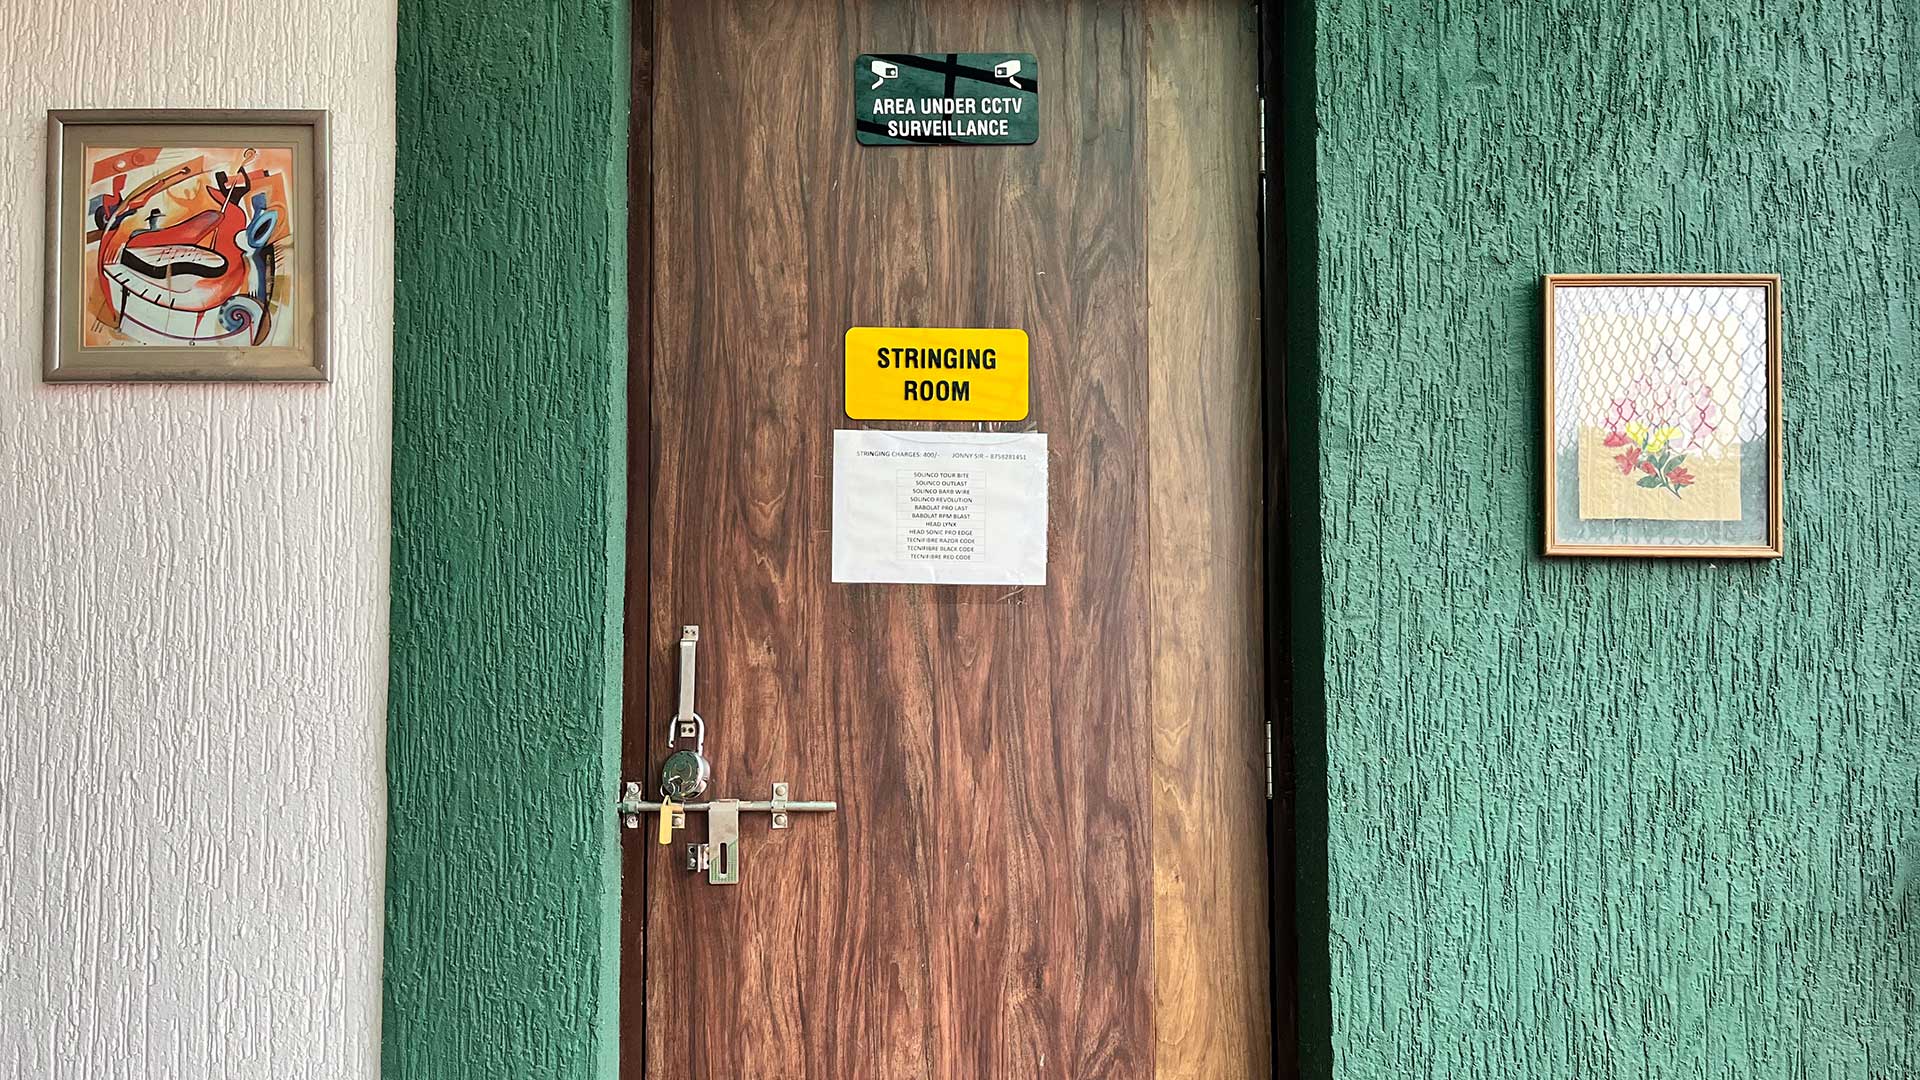 AREA UNDER CCTV
SURVEILLANCE
STRINGING
ROOM
STRINGING CHARGES: 400/- JONNY SIR – 8756281451
SOLINCO TOUR BITE
SOLINCO OUTLAST
SOLINCO BARB WIRE
SOLINCO REVOLUTION
BABOLAT PRO LAST
BABOLAT RPM BLAST
HEAD LYNX
HEAD SONIC PRO EDGE
TECNIFIBRE RAZOR CODE
TECNIFIBRE BLACK CODE
TECNIFIBRE RED CODE